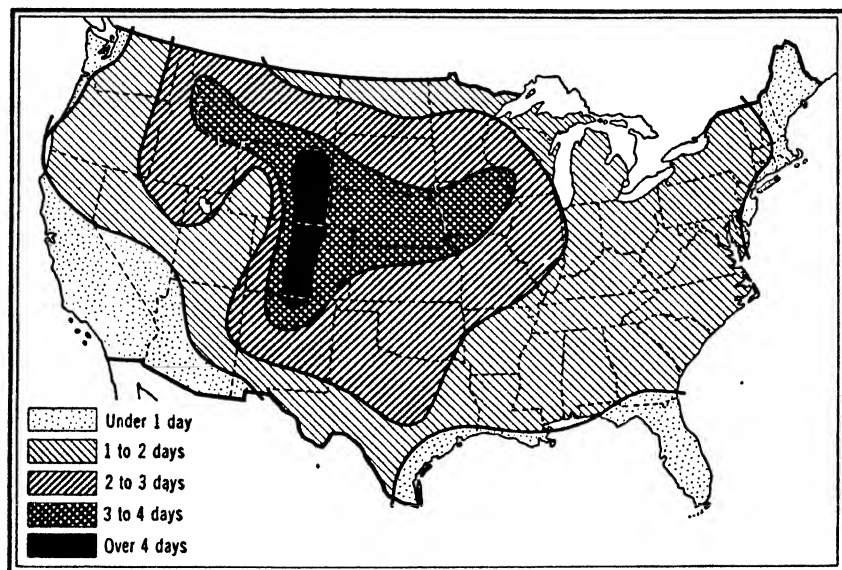 Under 1 day
1 to 2 days
2 to 3 days
3 to 4 days
Over 4 days